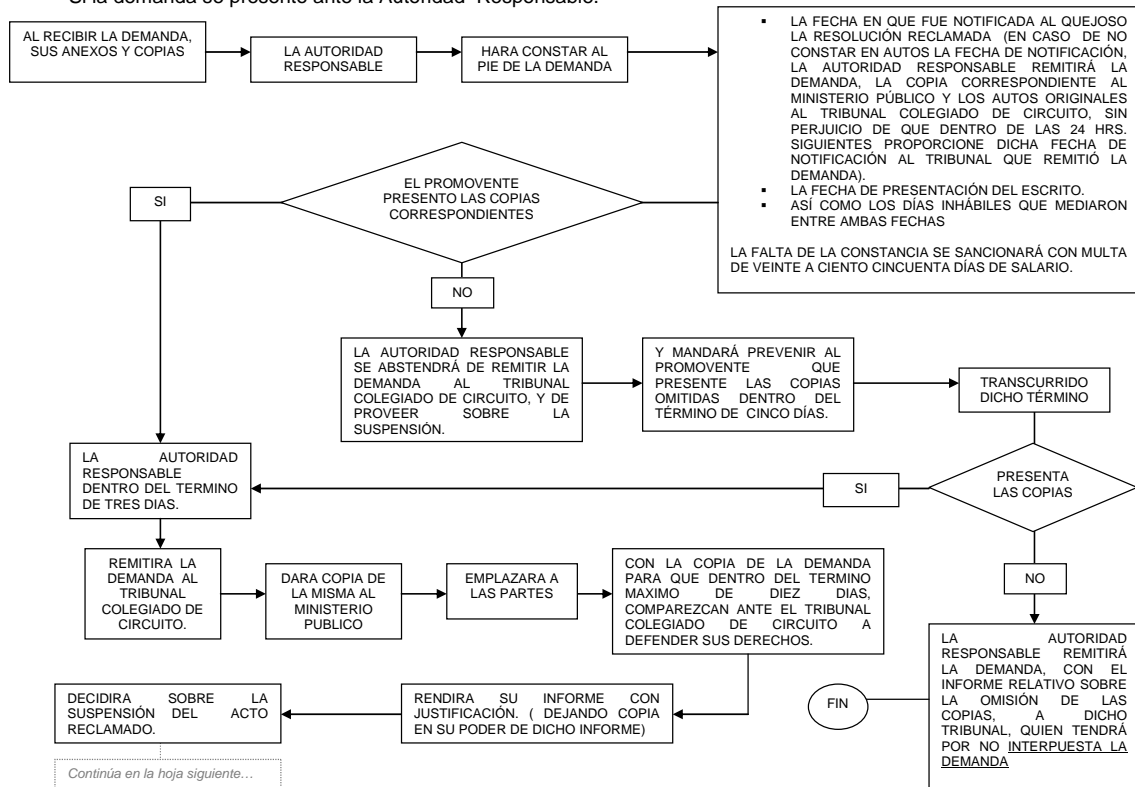 Si la demanda se presentó ante la Autoridad Responsable.
AL RECIBIR LA DEMANDA,
SUS ANEXOS Y COPIAS
LA AUTORIDAD
RESPONSABLE
HARA CONSTAR AL
PIE DE LA DEMANDA
▪ LA FECHA EN QUE FUE NOTIFICADA AL QUEJOSO
LA RESOLUCIÓN RECLAMADA (EN CASO DE NO
CONSTAR EN AUTOS LA FECHA DE NOTIFICACIÓN,
LA AUTORIDAD RESPONSABLE REMITIRÁ LA
DEMANDA, LA COPIA CORRESPONDIENTE AL
MINISTERIO PÚBLICO Y LOS AUTOS ORIGINALES
AL TRIBUNAL COLEGIADO DE CIRCUITO, SIN
PERJUICIO DE QUE DENTRO DE LAS 24 HRS.
SIGUIENTES PROPORCIONE DICHA FECHA DE
NOTIFICACIÓN AL TRIBUNAL QUE REMITIÓ LA
DEMANDA).
▪ LA FECHA DE PRESENTACIÓN DEL ESCRITO.
▪ ASÍ COMO LOS DÍAS INHÁBILES QUE MEDIARON
ENTRE AMBAS FECHAS
LA FALTA DE LA CONSTANCIA SE SANCIONARÁ CON MULTA
DE VEINTE A CIENTO CINCUENTA DÍAS DE SALARIO.
EL PROMOVENTE
PRESENTO LAS COPIAS
CORRESPONDIENTES
SI
NO
LA AUTORIDAD RESPONSABLE
SE ABSTENDRÁ DE REMITIR LA
DEMANDA AL TRIBUNAL
COLEGIADO DE CIRCUITO, Y DE
PROVEER SOBRE LA
SUSPENSIÓN.
Y MANDARÁ PREVENIR AL
PROMOVENTE QUE
PRESENTE LAS COPIAS
OMITIDAS DENTRO DEL
TÉRMINO DE CINCO DÍAS.
TRANSCURRIDO
DICHO TÉRMINO
PRESENTA
LAS COPIAS
SI
LA AUTORIDAD
RESPONSABLE
DENTRO DEL TERMINO
DE TRES DIAS.
REMITIRA LA
DEMANDA AL
TRIBUNAL
COLEGIADO DE
CIRCUITO.
DARA COPIA DE
LA MISMA AL
MINISTERIO
PUBLICO
EMPLAZARA A
LAS PARTES
CON LA COPIA DE LA DEMANDA
PARA QUE DENTRO DEL TERMINO
MAXIMO DE DIEZ DIAS,
COMPAREZCAN ANTE EL TRIBUNAL
COLEGIADO DE CIRCUITO A
DEFENDER SUS DERECHOS.
NO
LA AUTORIDAD
RESPONSABLE REMITIRÁ
LA DEMANDA, CON EL
INFORME RELATIVO SOBRE
LA OMISIÓN DE LAS
COPIAS, A DICHO
TRIBUNAL, QUIEN TENDRÁ
POR NO INTERPUESTA LA
DEMANDA
FIN
RENDIRA SU INFORME CON
JUSTIFICACIÓN. ( DEJANDO COPIA
EN SU PODER DE DICHO INFORME)
DECIDIRA SOBRE LA
SUSPENSIÓN DEL ACTO
RECLAMADO.
Continúa en la hoja siguiente…